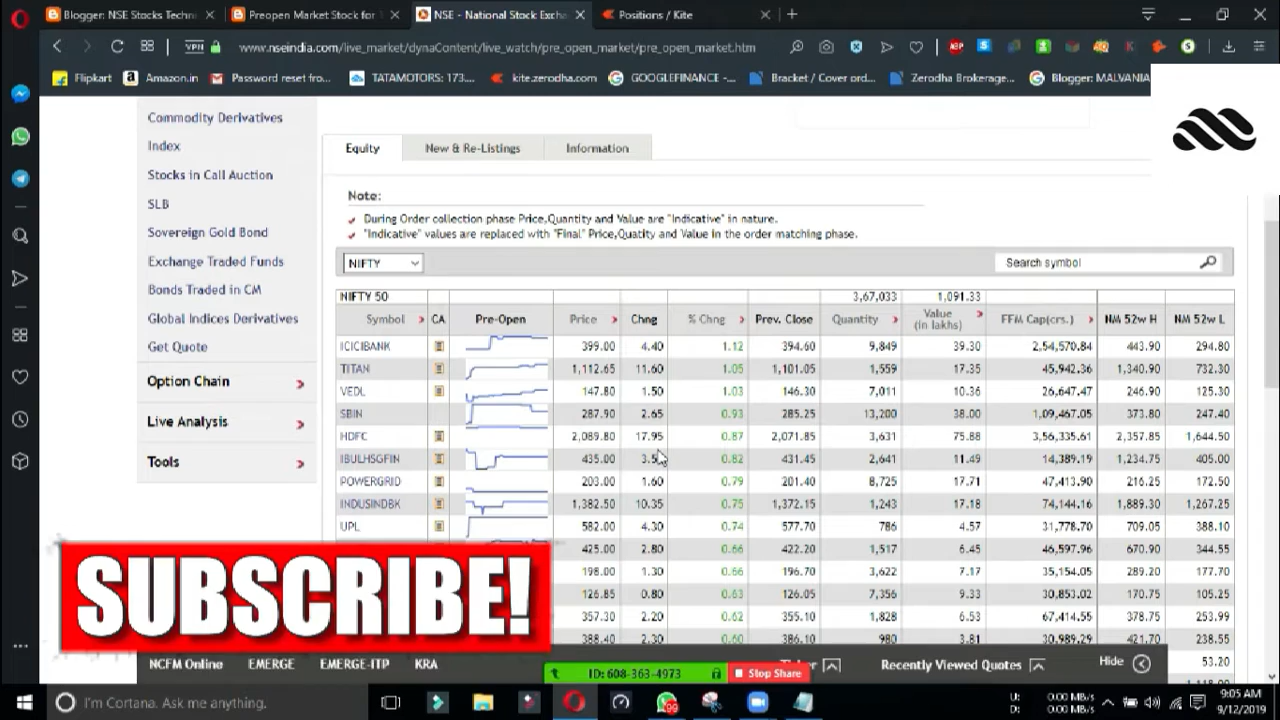 Blogger: NSE Stocks Techni
Preopen Market Stock for
NSE - National Stock Excha
Positions / Kite
VPN
www.nseindia.com/live_market/dynaContent/live_watch/pre_open_market/pre_open_market.htm
ABP
Flipkart
Amazon.in
Password reset fro...
TATAMOTORS: 173....
kite.zerodha.com
GOOGLEFINANCE -...
Bracket / Cover ord...
Zerodha Brokerage...
Blogger: MALVANIA
Commodity Derivatives
Index
Stocks in Call Auction
SLB
Sovereign Gold Bond
Exchange Traded Funds
Bonds Traded in CM
Global Indices Derivatives
Get Quote
Option Chain
Live Analysis
Tools
Equity
New & Re-Listings
Information
Note:
During Order collection phase Price,Quantity and Value are "Indicative" in nature.
"Indicative" values are replaced with "Final" Price,Quatity and Value in the order matching phase.
NIFTY
Search symbol
NIFTY 50 3,67,033 1,091.33
Symbol CA Pre-Open Price Chng % Chng Prev. Close Quantity Value (in lakhs) FFM Cap(crs.) NM 52w H NM 52w L
ICICIBANK 399.00 4.40 1.12 394.60 9,849 39.30 2,54,570.84 443.90 294.80
TITAN 1,112.65 11.60 1.05 1,101.05 1,559 17.35 45,942.36 1,340.90 732.30
VEDL 147.80 1.50 1.03 146.30 7,011 10.36 26,647.47 246.90 125.30
SBIN 287.90 2.65 0.93 285.25 13,200 38.00 1,09,467.05 373.80 247.40
HDFC 2,089.80 17.95 0.87 2,071.85 3,631 75.88 3,56,335.61 2,357.85 1,644.50
IBULHSGFIN 435.00 0.82 431.45 2,641 11.49 14,389.19 1,234.75 405.00
POWERGRID 203.00 1.60 0.79 201.40 8,725 17.71 47,413.90 216.25 172.50
INDUSINDBK 1,382.50 10.35 0.75 1,372.15 1,243 17.18 74,144.16 1,889.30 1,267.25
UPL 582.00 4.30 0.74 577.70 786 4.57 31,778.70 709.05 388.10
425.00 2.80 0.66 422.20 1,517 6.45 46,597.96 670.90 344.55
198.00 1.30 0.66 196.70 3,622 7.17 35,154.05 289.20 177.70
126.85 0.80 0.63 126.05 7,356 9.33 30,853.02 170.75 105.25
357.30 2.20 0.62 355.10 1,828 6.53 67,414.55 378.75 253.99
388.40 2.30 0.60 386.10 980 3.81 30,989.29 421.70 238.55
53.20
SUBSCRIBE!
NCFM Online
EMERGE
EMERGE-ITP
KRA
ID: 608-363-4973
Stop Share
Recently Viewed Quotes
Hide
I'm Cortana. Ask me anything.
U: 0.00 MB/s
D: 0.00 MB/s
9:05 AM
9/12/2019